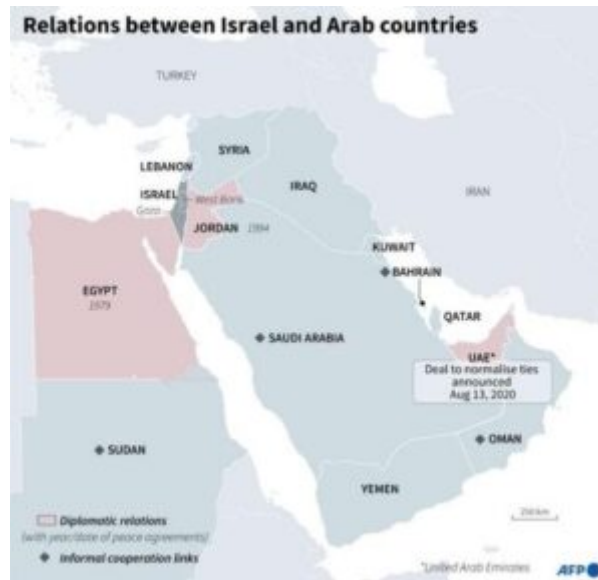 Relations between Israel and Arab countries
TURKEY
SYRIA
LEBANON
IRAQ
IRAN
ISRAEL
West Bank
Gaza
JORDAN 1994
KUWAIT
BAHRAIN
EGYPT
1979
QATAR
SAUDI ARABIA
UAE*
Deal to normalise ties
announced
Aug 13, 2020
OMAN
SUDAN
YEMEN
Diplomatic relations
(with year/date of peace agreements)
Informal cooperation links
250 km
*United Arab Emirates
AFP